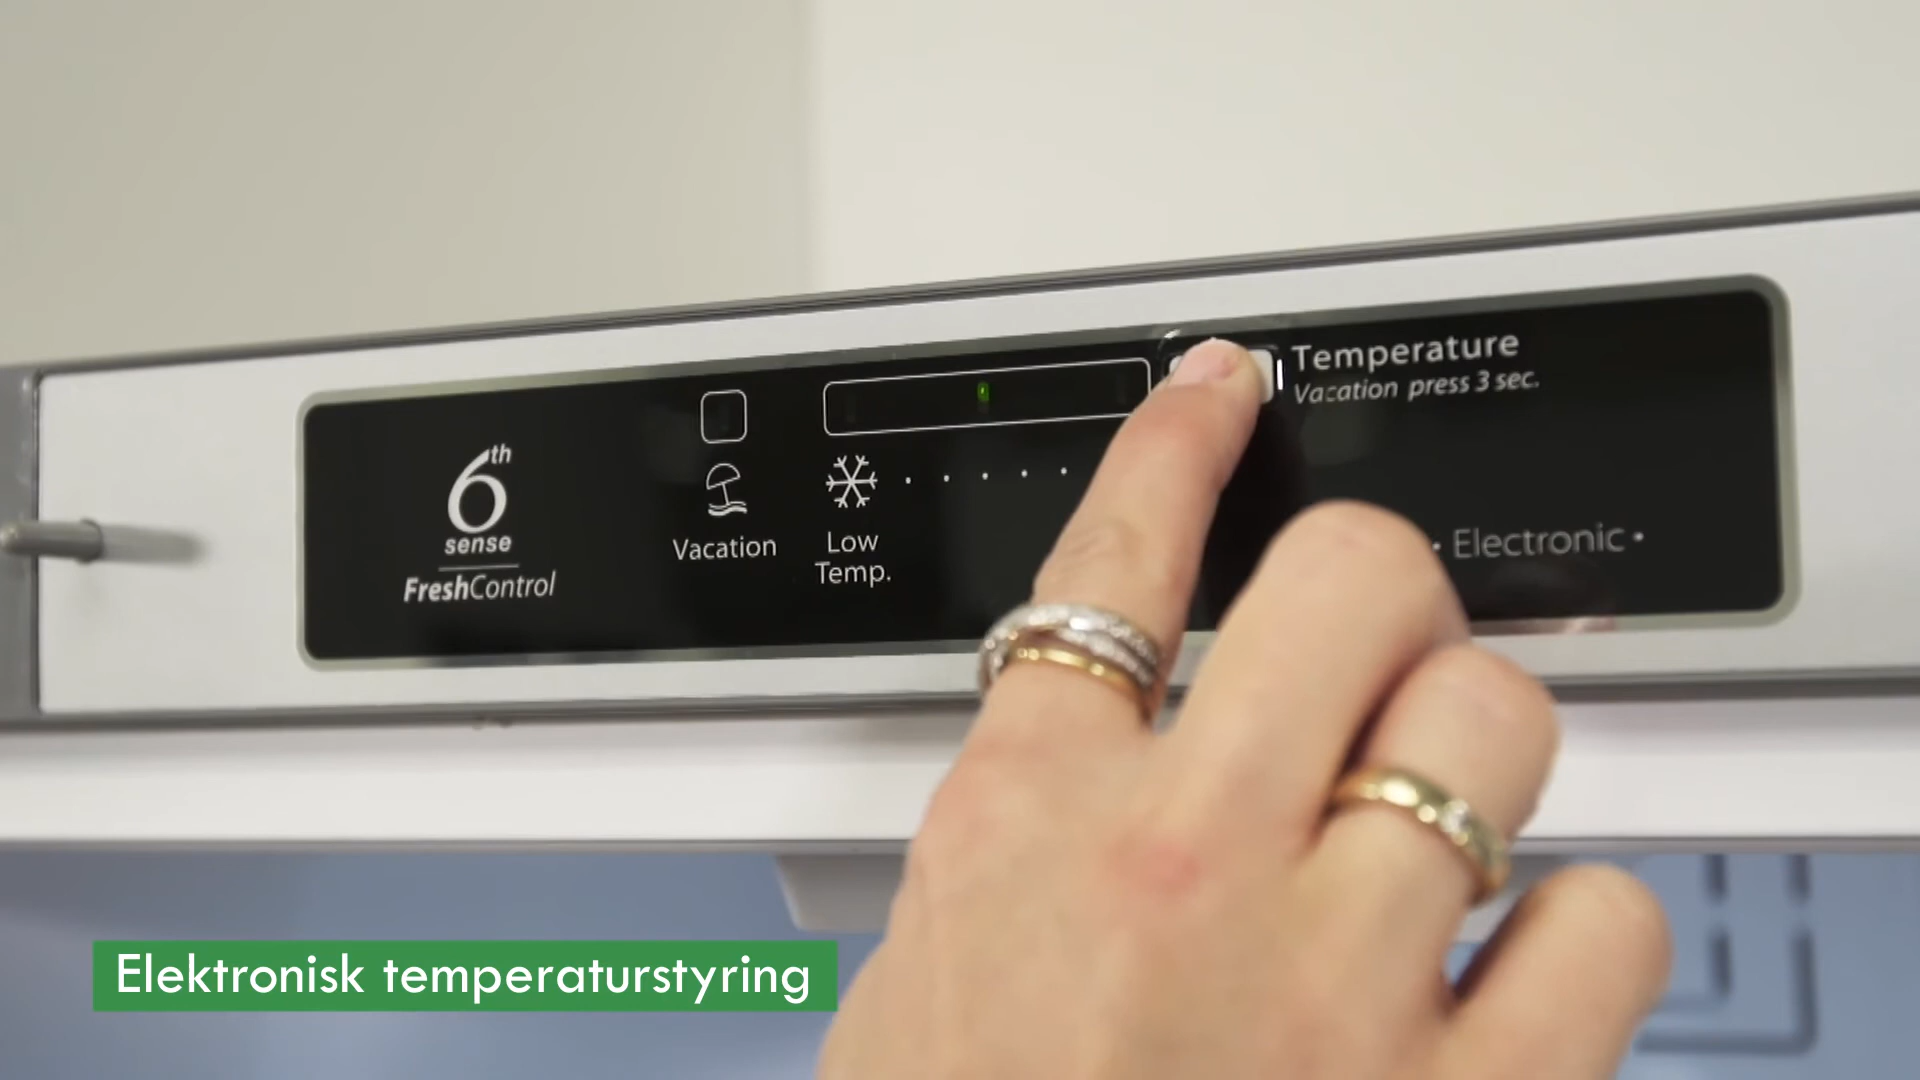 6th
sense
FreshControl
Vacation
Low
Temp.
Temperature
Vacation press 3 sec.
Electronic
Elektronisk temperaturstyring